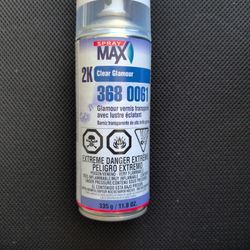 SPRAY
MAX
2K Clear Glamour
368 0061
Glamour vernis transparent
avec lustre éclatant
EXTREME DANGER EXTREME
PELIGRO EXTREMO
335 g / 11.8 OZ.